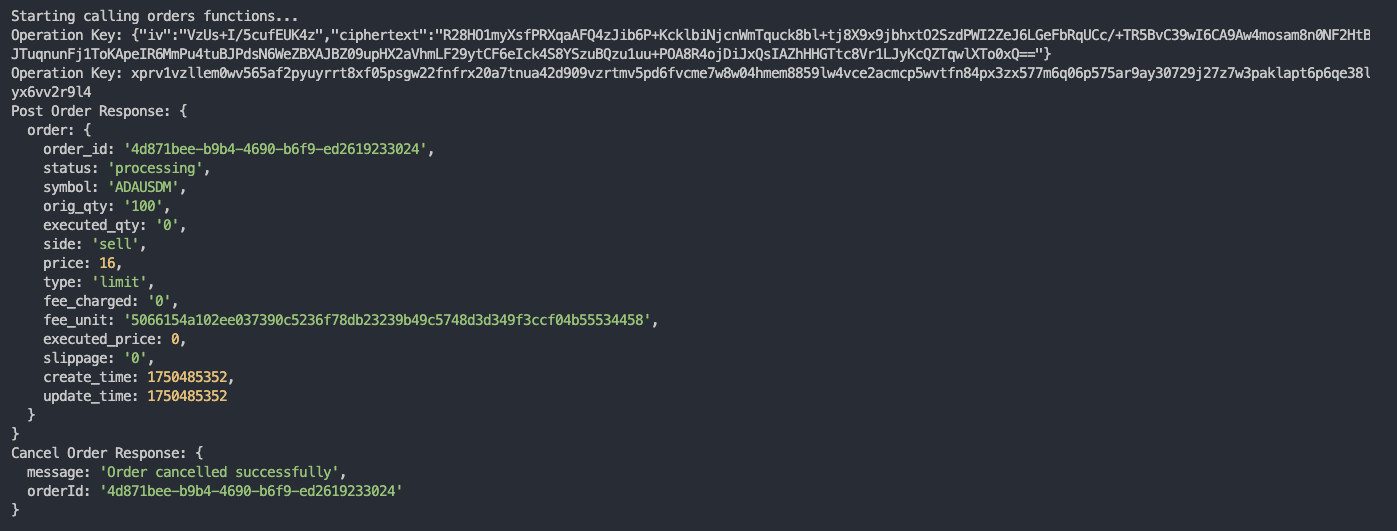 Starting calling orders functions...
Operation Key: {"iv":"VzUs+I/5cufEUK4z","ciphertext":"R28HO1myXsfPRXqaAFQ4zJib6P+KcklbiNjcnWmTquck8bl+tj8X9x9jbhxtO2SzdPWI2ZeJ6LGeFbRqUCc/+TR5BvC39wI6CA9Aw4mosam8n0NF2HtB
JTuqnunFj1ToKApeIR6MmPu4tuBJPdsN6WeZBXAJBZ09upHX2aVhmLF29ytCF6eIck4S8YSzuBQzu1uu+POA8R4ojDiJxQsIAZhHHGTtc8Vr1LJyKcQZTqwlXTo0xQ=="}
Operation Key: xprv1vzllem0wv565af2pyuyrrt8xf05psgw22fnfrx20a7tnua42d909vzrtmv5pd6fvcme7w8w04hmem8859lw4vce2acmcp5wvtfn84px3zx577m6q06p575ar9ay30729j27z7w3paklapt6p6qe38l
yx6vv2r9l4
Post Order Response: {
order: {
order_id: '4d871bee-b9b4-4690-b6f9-ed2619233024',
status: 'processing',
symbol: 'ADAUSDM',
orig_qty: '100',
executed_qty: '0',
side: 'sell',
price: 16,
type: 'limit',
fee_charged: '0',
fee_unit: '5066154a102ee037390c5236f78db23239b49c5748d3d349f3ccf04b55534458',
executed_price: 0,
slippage: '0',
create_time: 1750485352,
update_time: 1750485352
}
}
Cancel Order Response: {
message: 'Order cancelled successfully',
orderId: '4d871bee-b9b4-4690-b6f9-ed2619233024'
}